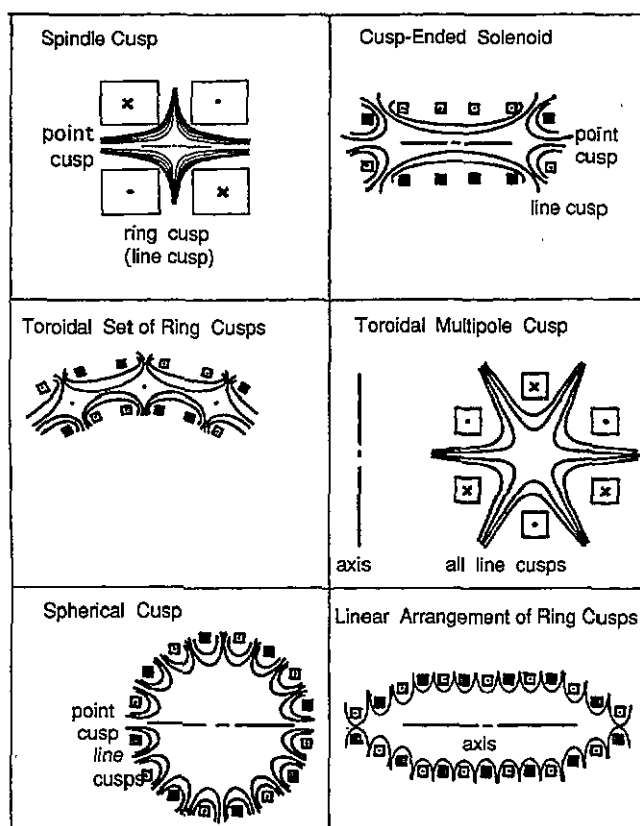 Spindle Cusp
point
cusp
ring cusp
(line cusp)
Cusp-Ended Solenoid
point
cusp
line cusp
Toroidal Set of Ring Cusps
Toroidal Multipole Cusp
axis
all line cusps
Spherical Cusp
point
cusp
line
cusps
Linear Arrangement of Ring Cusps
axis